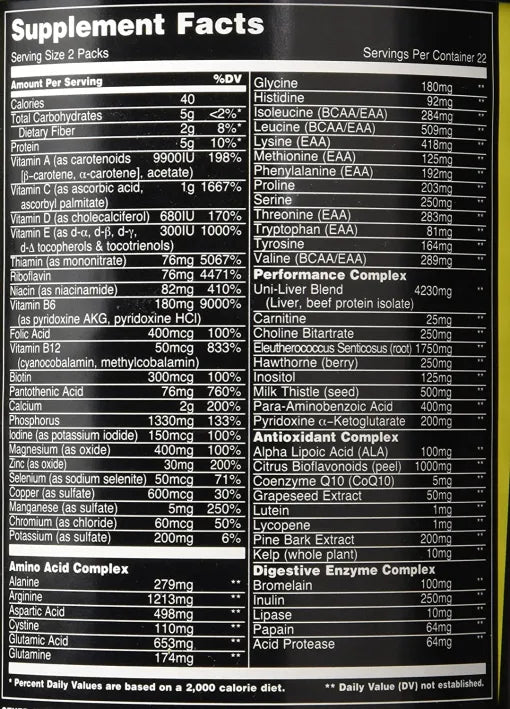 Supplement Facts
Serving Size 2 Packs Servings Per Container 22
Amount Per Serving %DV
Calories 40
Total Carbohydrates 5g <2%*
Dietary Fiber 2g 8%*
Protein 5g 10%*
Vitamin A (as carotenoids 9900IU 198%
[β-carotene, α-carotene], acetate)
Vitamin C (as ascorbic acid, 1g 1667%
ascorbyl palmitate)
Vitamin D (as cholecalciferol) 680IU 170%
Vitamin E (as d-α, d-β, d-γ, 300IU 1000%
d-Δ tocopherols & tocotrienols)
Thiamin (as mononitrate) 76mg 5067%
Riboflavin 76mg 4471%
Niacin (as niacinamide) 82mg 410%
Vitamin B6 180mg 9000%
(as pyridoxine AKG, pyridoxine HCl)
Folic Acid 400mcg 100%
Vitamin B12 50mcg 833%
(cyanocobalamin, methylcobalamin)
Biotin 300mcg 100%
Pantothenic Acid 76mg 760%
Calcium 2g 200%
Phosphorus 1330mg 133%
Iodine (as potassium iodide) 150mcg 100%
Magnesium (as oxide) 400mg 100%
Zinc (as oxide) 30mg 200%
Selenium (as sodium selenite) 50mcg 71%
Copper (as sulfate) 600mcg 30%
Manganese (as sulfate) 5mg 250%
Chromium (as chloride) 60mcg 50%
Potassium (as sulfate) 200mg 6%
Amino Acid Complex
Alanine 279mg **
Arginine 1213mg **
Aspartic Acid 498mg **
Cystine 110mg **
Glutamic Acid 653mg **
Glutamine 174mg **
Glycine 180mg **
Histidine 92mg **
Isoleucine (BCAA/EAA) 284mg **
Leucine (BCAA/EAA) 509mg **
Lysine (EAA) 418mg **
Methionine (EAA) 125mg **
Phenylalanine (EAA) 192mg **
Proline 203mg **
Serine 250mg **
Threonine (EAA) 283mg **
Tryptophan (EAA) 81mg **
Tyrosine 164mg **
Valine (BCAA/EAA) 289mg **
Performance Complex
Uni-Liver Blend 4230mg **
(Liver, beef protein isolate)
Carnitine 25mg **
Choline Bitartrate 250mg **
Eleutherococcus Senticosus (root) 1750mg **
Hawthorne (berry) 250mg **
Inositol 125mg **
Milk Thistle (seed) 500mg **
Para-Aminobenzoic Acid 400mg **
Pyridoxine α-Ketoglutarate 200mg **
Antioxidant Complex
Alpha Lipoic Acid (ALA) 100mg **
Citrus Bioflavonoids (peel) 1000mg **
Coenzyme Q10 (CoQ10) 5mg **
Grapeseed Extract 50mg **
Lutein 1mg **
Lycopene 1mg **
Pine Bark Extract 200mg **
Kelp (whole plant) 10mg **
Digestive Enzyme Complex
Bromelain 100mg **
Inulin 250mg **
Lipase 10mg **
Papain 64mg **
Acid Protease 64mg **
* Percent Daily Values are based on a 2,000 calorie diet. ** Daily Value (DV) not established.